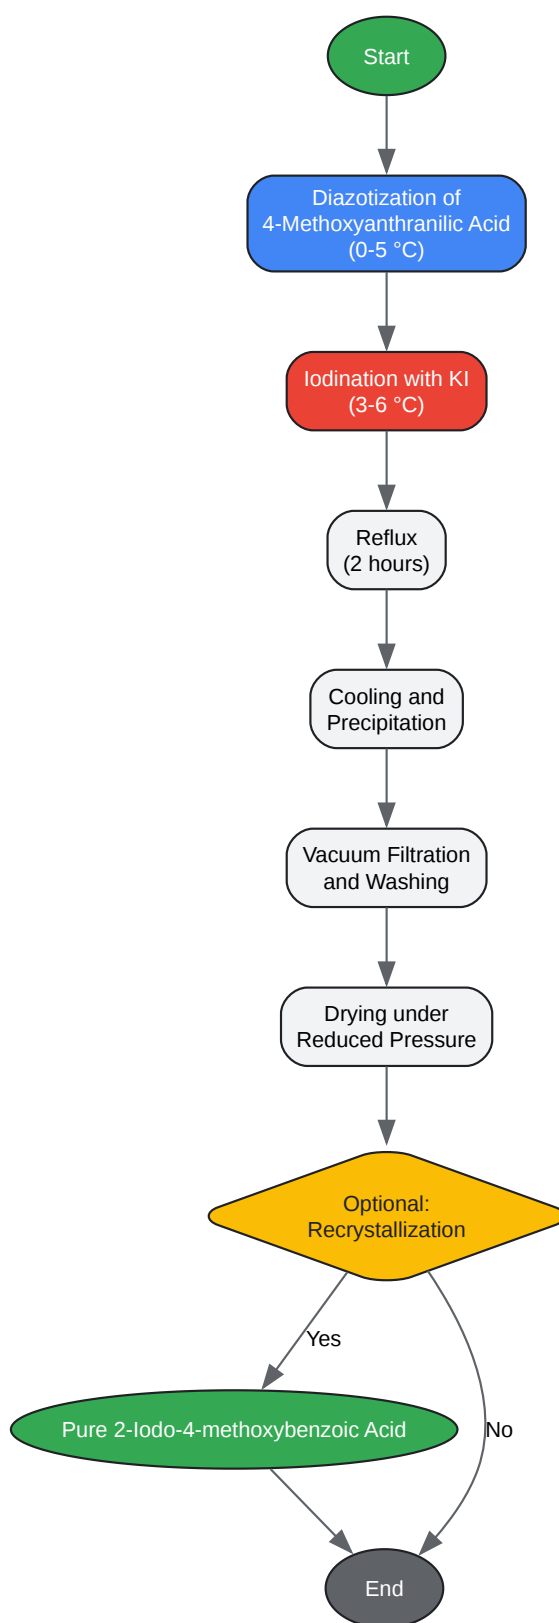 Start
Diazotization of
4-Methoxyanthranilic Acid
(0-5 °C)
Iodination with KI
(3-6 °C)
Reflux
(2 hours)
Cooling and
Precipitation
Vacuum Filtration
and Washing
Drying under
Reduced Pressure
Optional:
Recrystallization
Yes
Pure 2-Iodo-4-methoxybenzoic Acid
No
End